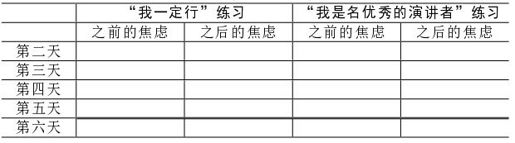 “我一定行”练习 “我是名优秀的演讲者”练习
之前的焦虑 之后的焦虑 之前的焦虑 之后的焦虑
第二天
第三天
第四天
第五天
第六天